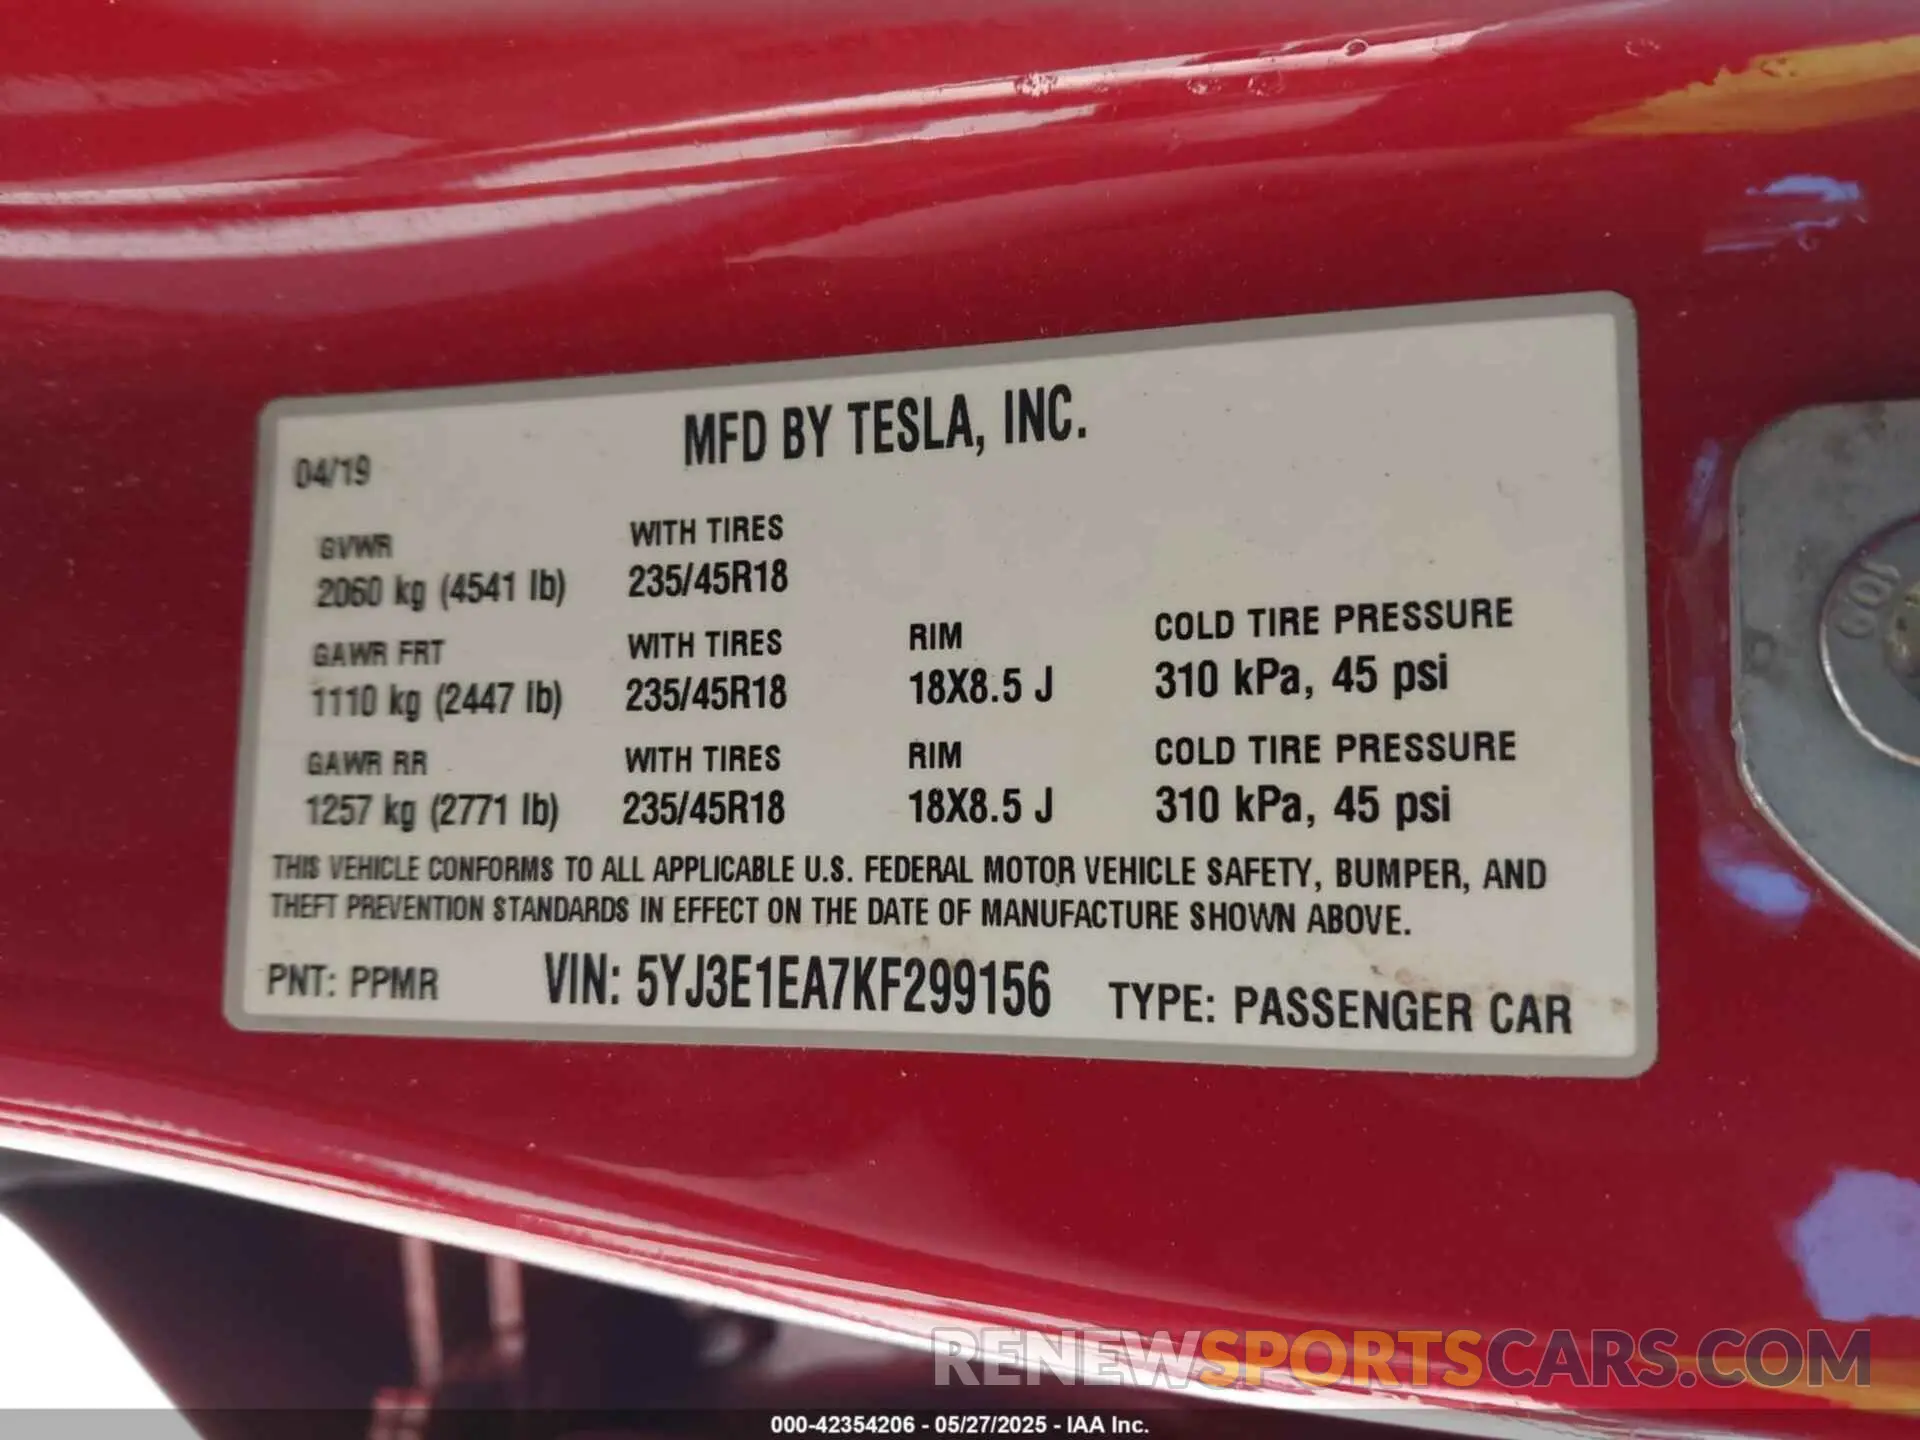 MFD BY TESLA, INC.
04/19
GVWR WITH TIRES
2060 kg (4541 lb) 235/45R18
GAWR FRT WITH TIRES RIM COLD TIRE PRESSURE
1110 kg (2447 lb) 235/45R18 18X8.5 J 310 kPa, 45 psi
GAWR RR WITH TIRES RIM COLD TIRE PRESSURE
1257 kg (2771 lb) 235/45R18 18X8.5 J 310 kPa, 45 psi
THIS VEHICLE CONFORMS TO ALL APPLICABLE U.S. FEDERAL MOTOR VEHICLE SAFETY, BUMPER, AND
THEFT PREVENTION STANDARDS IN EFFECT ON THE DATE OF MANUFACTURE SHOWN ABOVE.
PNT: PPMR VIN: 5YJ3E1EA7KF299156 TYPE: PASSENGER CAR
RENEWSPORTSCARS.COM
000-42354206 - 05/27/2025 - IAA Inc.